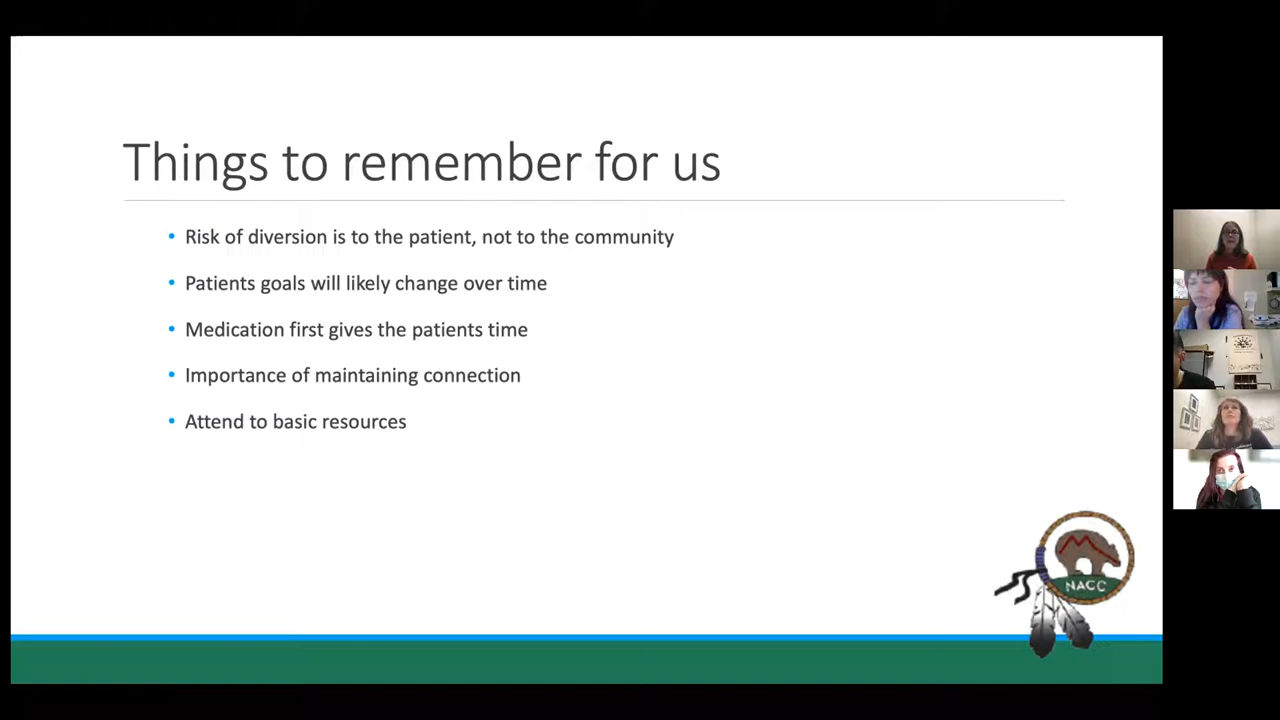 Things to remember for us
• Risk of diversion is to the patient, not to the community
• Patients goals will likely change over time
• Medication first gives the patients time
• Importance of maintaining connection
• Attend to basic resources
NACC